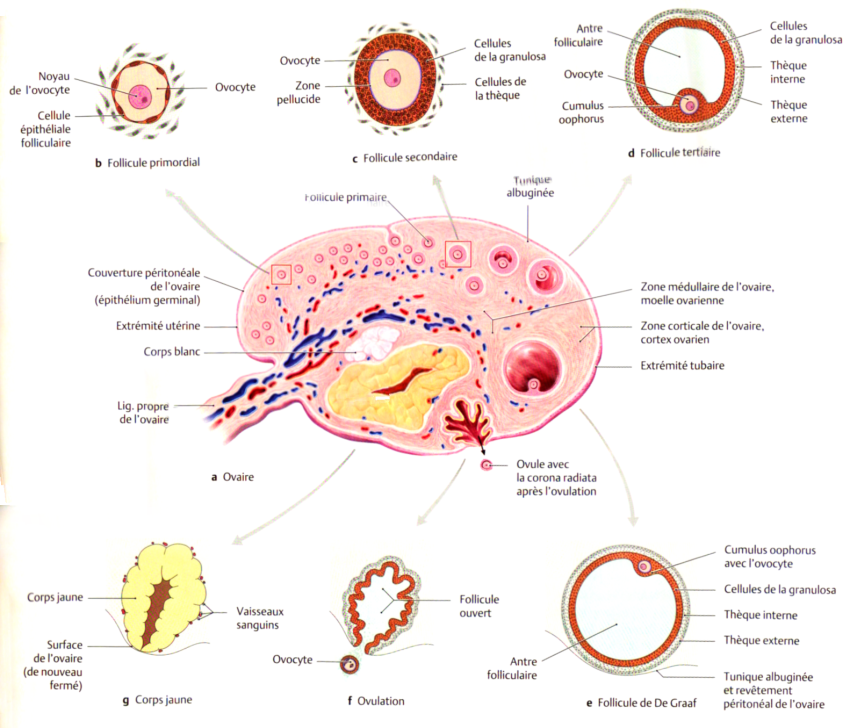 Noyau
de l'ovocyte
Cellule
épithéliale
folliculaire
Ovocyte
b Follicule primordial
Ovocyte
Zone
pellucide
Cellules
de la granulosa
Cellules de
la thèque
c Follicule secondaire
Antre
folliculaire
Ovocyte
Cumulus
oophorus
Cellules
de la granulosa
Thèque
interne
Thèque
externe
d Follicule tertiaire
Follicule primaire
Tunique
albuginée
Couverture péritonéale
de l'ovaire
(épithélium germinal)
Extrémité utérine
Corps blanc
Lig. propre
de l'ovaire
Zone médullaire de l'ovaire,
moelle ovarienne
Zone corticale de l'ovaire,
cortex ovarien
Extrémité tubaire
a Ovaire
Ovule avec
la corona radiata
après l'ovulation
Corps jaune
Surface
de l'ovaire
(de nouveau
fermé)
Vaisseaux
sanguins
g Corps jaune
Follicule
ouvert
Ovocyte
f Ovulation
Antre
folliculaire
Cumulus oophorus
avec l'ovocyte
Cellules de la granulosa
Thèque interne
Thèque externe
Tunique albuginée
et revêtement
péritonéal de l'ovaire
e Follicule de De Graaf